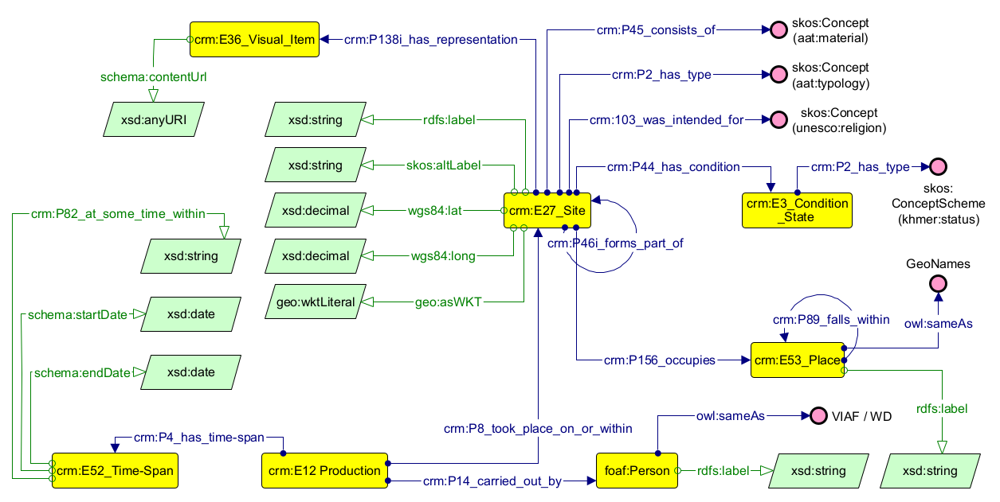 crm:E36_Visual_Item
crm:P138i_has_representation
crm:P45_consists_of
skos:Concept
(aat:material)
schema:contentUrl
crm:P2_has_type
skos:Concept
(aat:typology)
xsd:anyURI
xsd:string
rdfs:label
crm:103_was_intended_for
skos:Concept
(unesco:religion)
xsd:string
skos:altLabel
crm:P44_has_condition
crm:P2_has_type
skos:
ConceptScheme
(khmer:status)
crm:P82_at_some_time_within
xsd:decimal
wgs84:lat
crm:E27_Site
crm:E3_Condition
_State
crm:P46i_forms_part_of
xsd:string
xsd:decimal
wgs84:long
GeoNames
geo:wktLiteral
geo:asWKT
schema:startDate
xsd:date
crm:P89_falls_within
owl:sameAs
schema:endDate
xsd:date
crm:P156_occupies
crm:E53_Place
rdfs:label
owl:sameAs
VIAF / WD
crm:P8_took_place_on_or_within
crm:P4_has_time-span
crm:E52_Time-Span
crm:E12 Production
crm:P14_carried_out_by
foaf:Person
rdfs:label
xsd:string
xsd:string